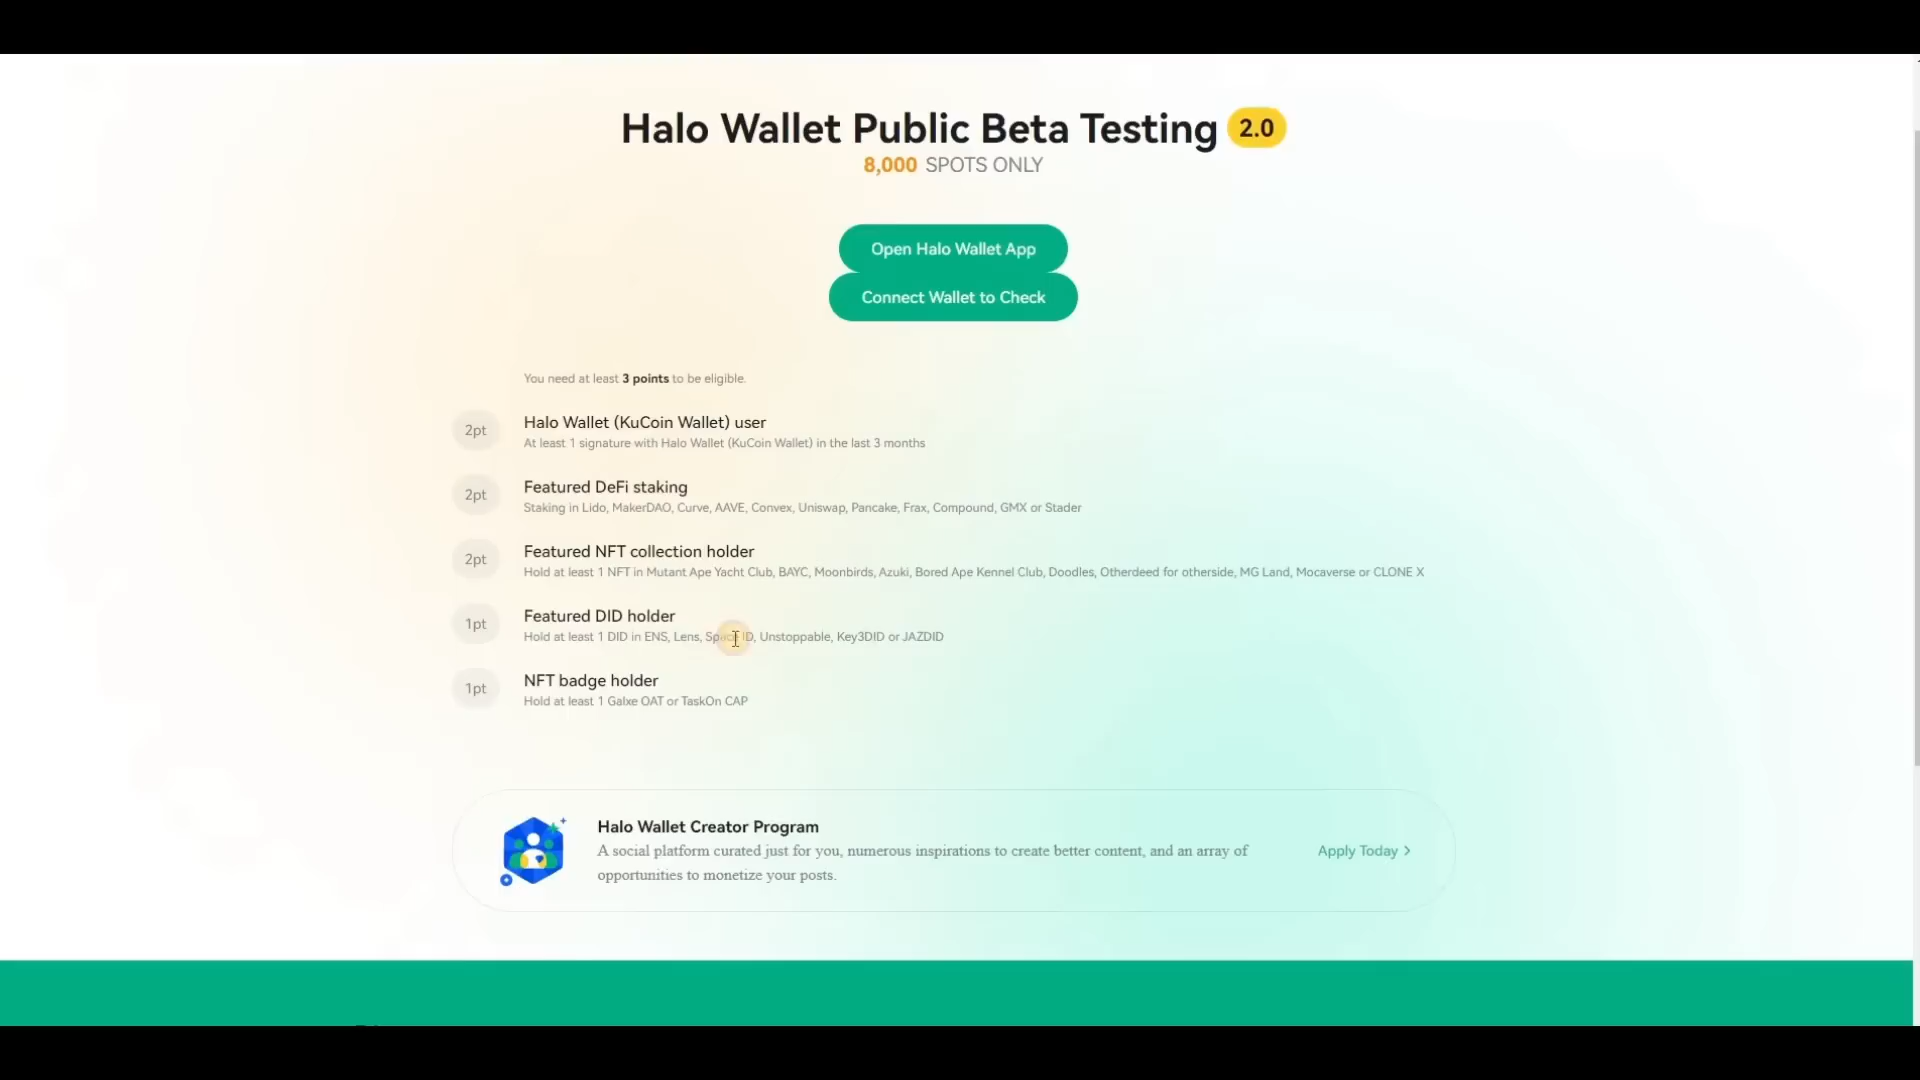 Halo Wallet Public Beta Testing 2.0
8,000 SPOTS ONLY
Open Halo Wallet App
Connect Wallet to Check
You need at least 3 points to be eligible.
2pt
Halo Wallet (KuCoin Wallet) user
At least 1 signature with Halo Wallet (KuCoin Wallet) in the last 3 months
2pt
Featured DeFi staking
Staking in Lido, MakerDAO, Curve, AAVE, Convex, Uniswap, Pancake, Frax, Compound, GMX or Stader
2pt
Featured NFT collection holder
Hold at least 1 NFT in Mutant Ape Yacht Club, BAYC, Moonbirds, Azuki, Bored Ape Kennel Club, Doodles, Otherdeed for otherside, MG Land, Mocaverse or CLONE X
1pt
Featured DID holder
Hold at least 1 DID in ENS, Lens, Space ID, Unstoppable, Key3DID or JAZDID
1pt
NFT badge holder
Hold at least 1 Galxe OAT or TaskOn CAP
Halo Wallet Creator Program
A social platform curated just for you, numerous inspirations to create better content, and an array of
opportunities to monetize your posts.
Apply Today